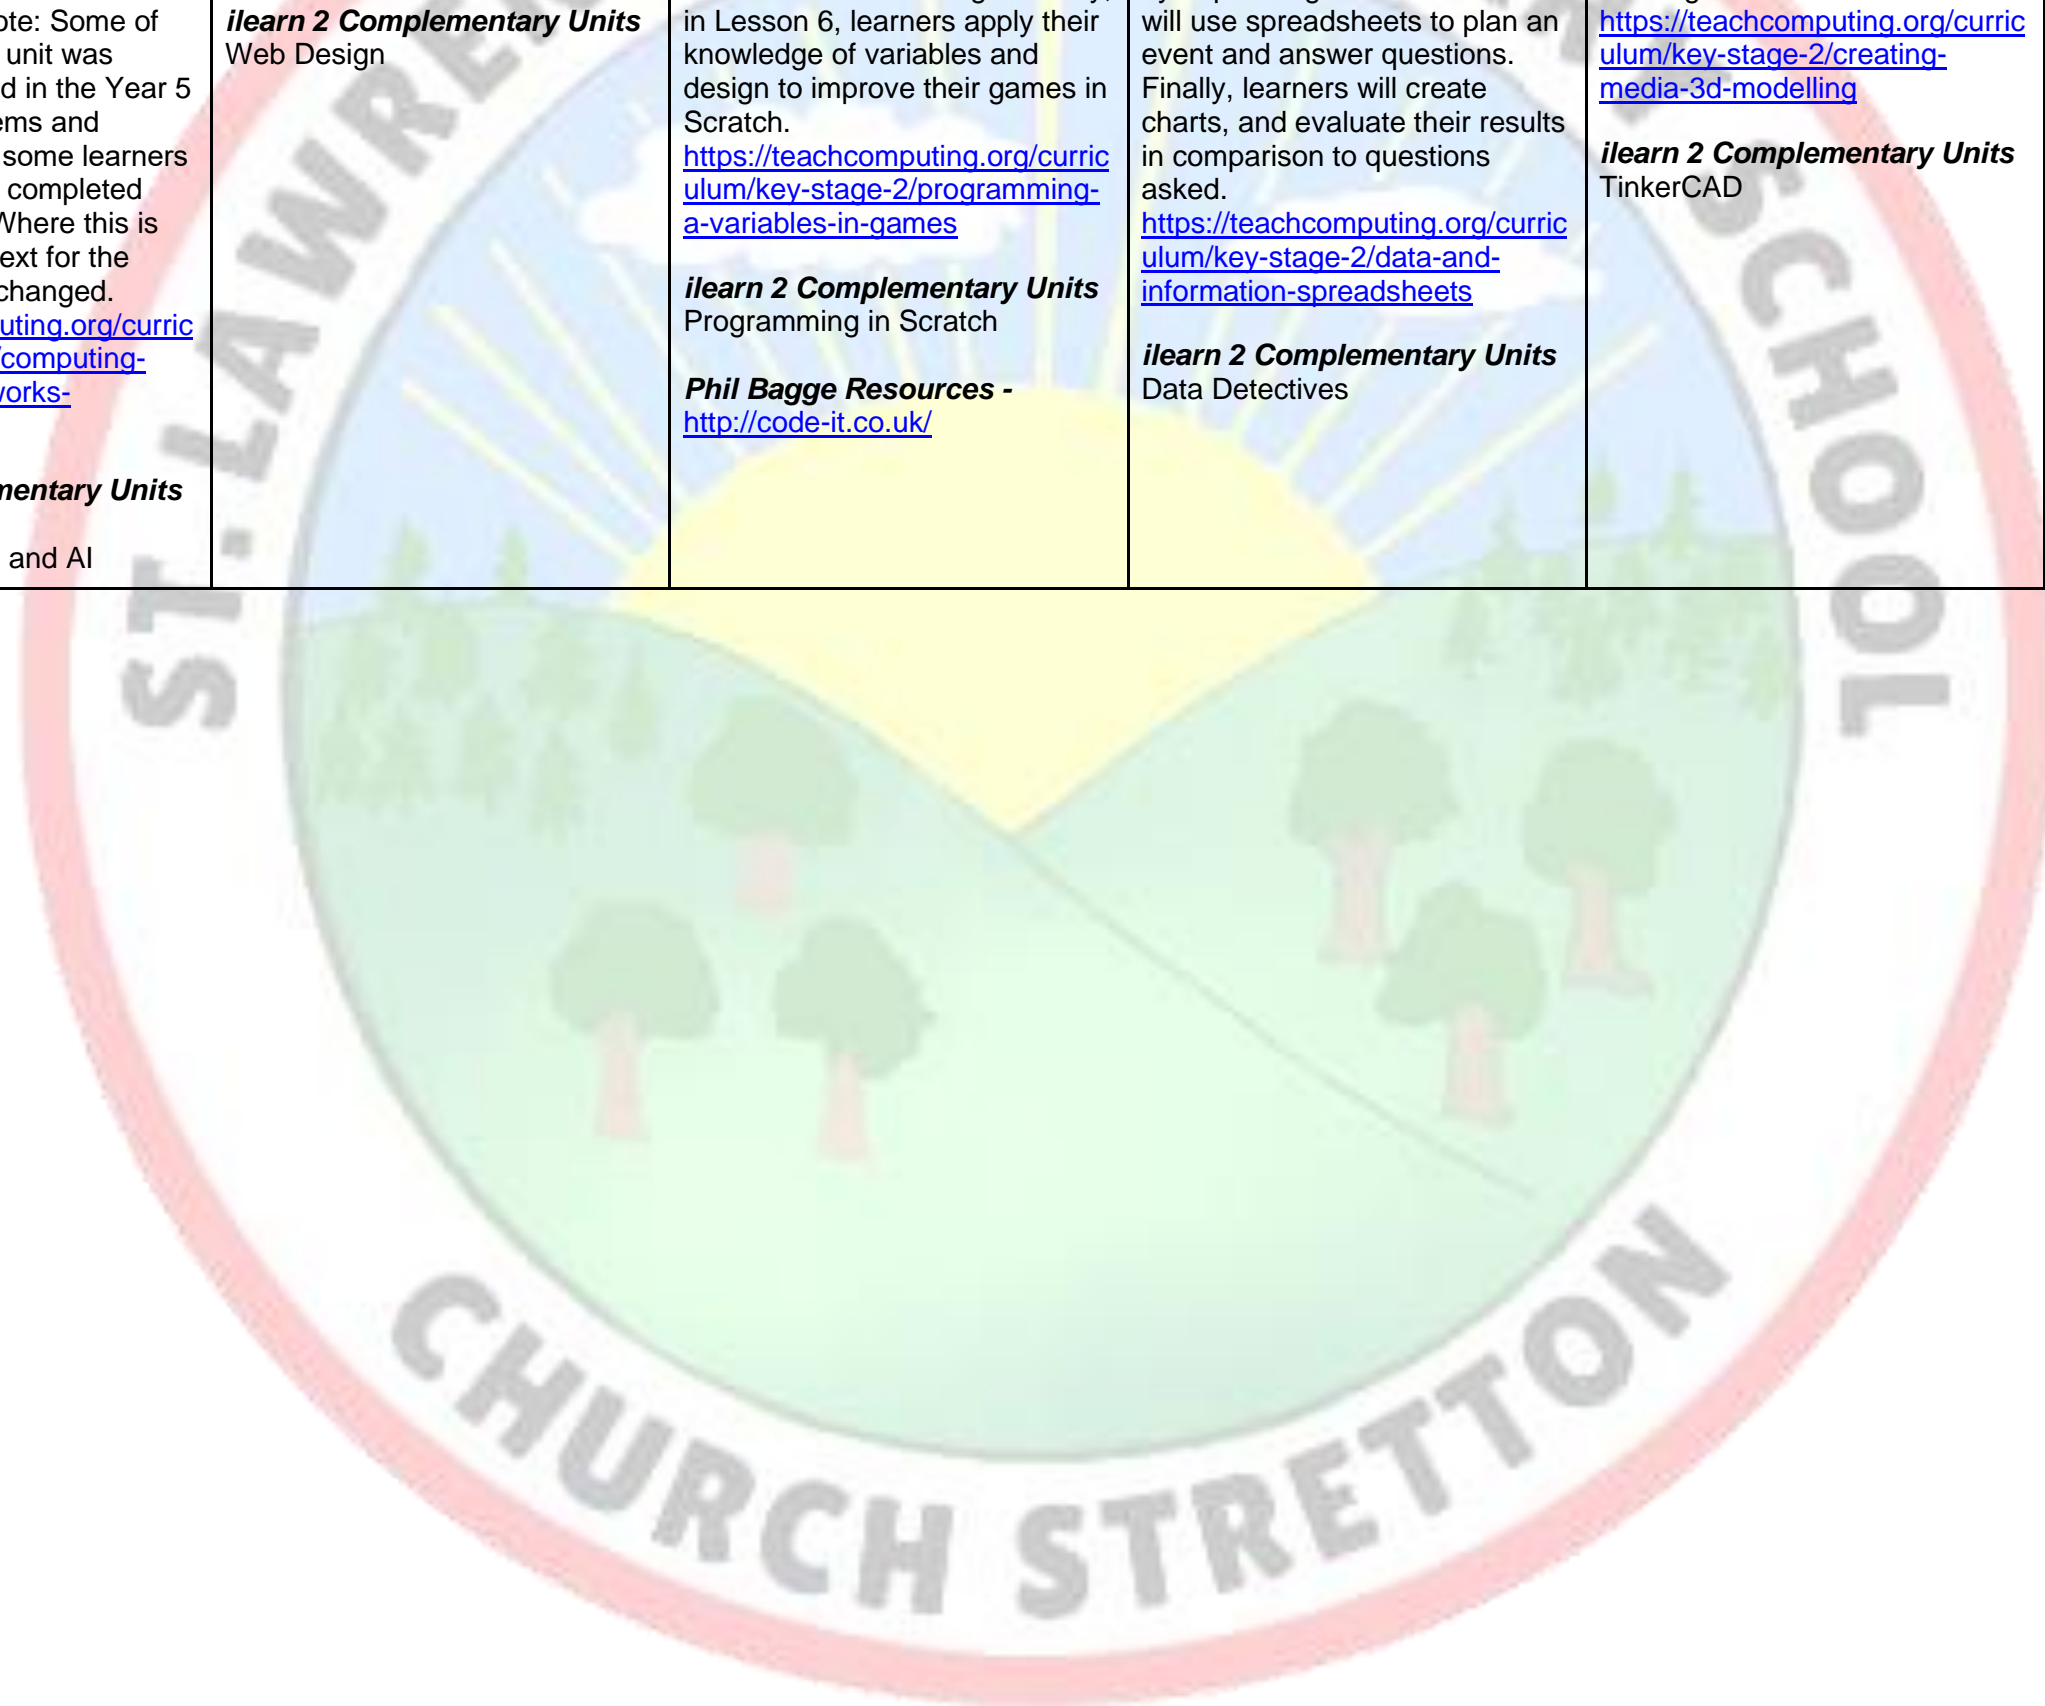 ote: Some of
unit was
d in the Year 5
ems and
some learners
completed
Where this is
ext for the
changed.
uting.org/curric
/computing-
works-
mentary Units
and AI
ilearn 2 Complementary Units
Web Design
in Lesson 6, learners apply their
knowledge of variables and
design to improve their games in
Scratch.
https://teachcomputing.org/curric
ulum/key-stage-2/programming-
a-variables-in-games
ilearn 2 Complementary Units
Programming in Scratch
Phil Bagge Resources -
http://code-it.co.uk/
will use spreadsheets to plan an
event and answer questions.
Finally, learners will create
charts, and evaluate their results
in comparison to questions
asked.
https://teachcomputing.org/curric
ulum/key-stage-2/data-and-
information-spreadsheets
ilearn 2 Complementary Units
Data Detectives
https://teachcomputing.org/curric
ulum/key-stage-2/creating-
media-3d-modelling
ilearn 2 Complementary Units
TinkerCAD
ST. LAWREN
SCHOOL
CHURCH STRETTON